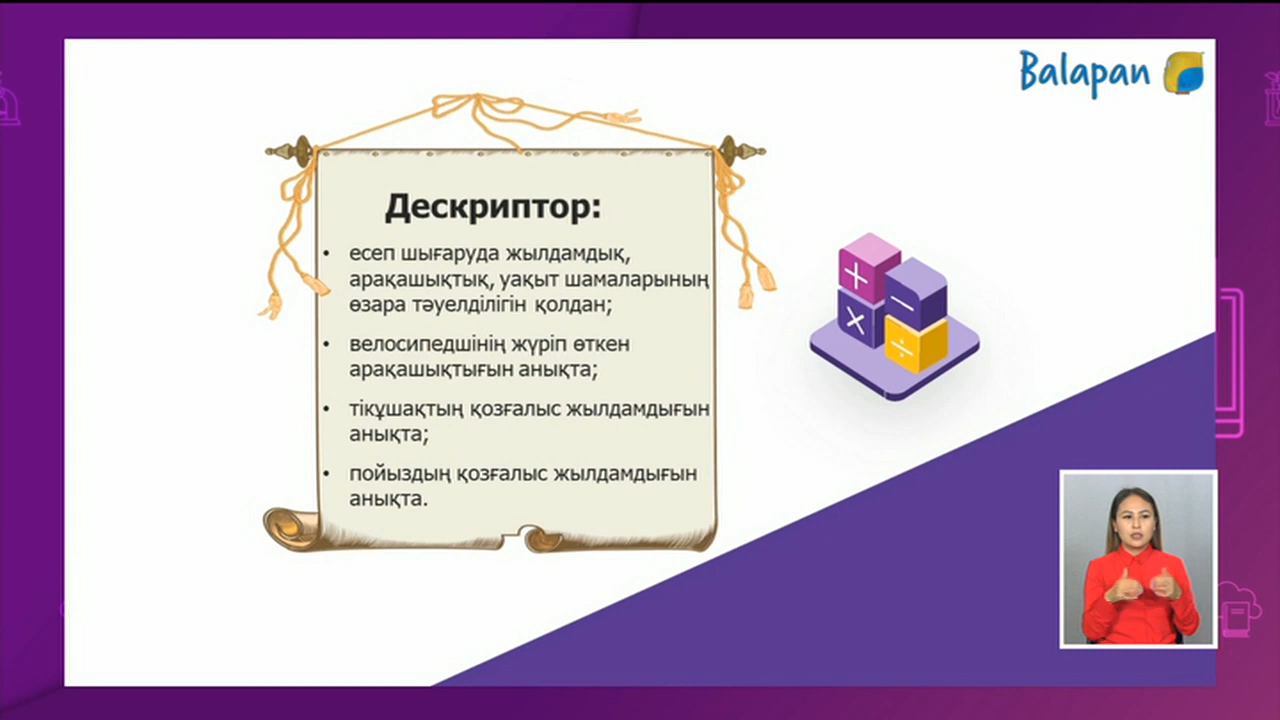 Balapan
Дескриптор:
• есеп шығаруда жылдамдық,
арақашықтық, уақыт шамаларының
өзара тәуелділігін қолдан;
• велосипедшінің жүріп өткен
арақашықтығын анықта;
• тікұшақтың қозғалыс жылдамдығын
анықта;
• пойыздың қозғалыс жылдамдығын
анықта.